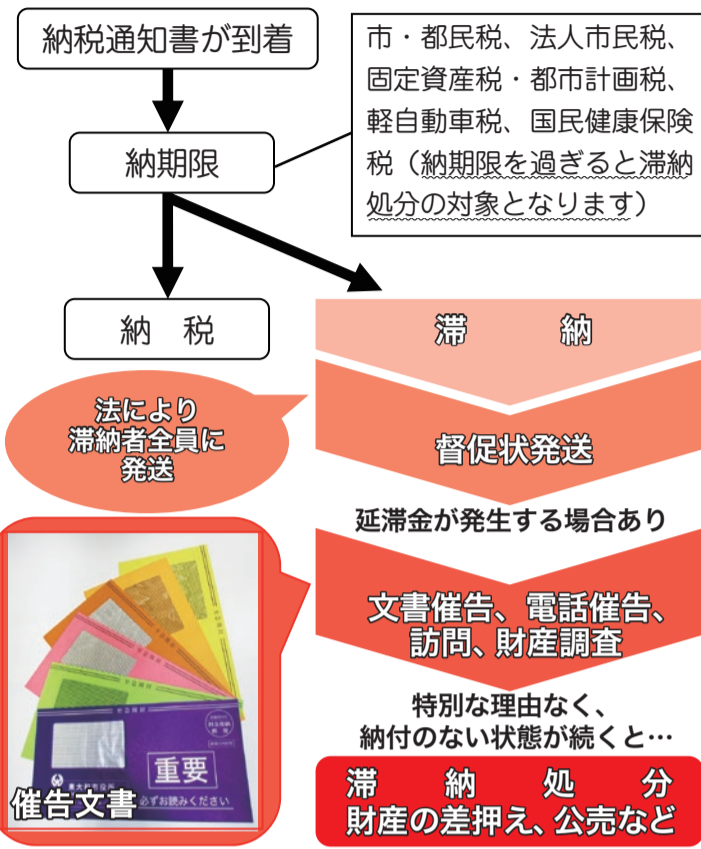 納税通知書が到着
市・都民税、法人市民税、
固定資産税・都市計画税、
軽自動車税、国民健康保険
税（納期限を過ぎると滞納
処分の対象となります）
納期限
納　税
滞　納
法により
滞納者全員に
発送
督促状発送
延滞金が発生する場合あり
文書催告、電話催告、
訪問、財産調査
特別な理由なく、
納付のない状態が続くと…
滞納処分
財産の差押え、公売など
重要
必ずお読みください
催告文書